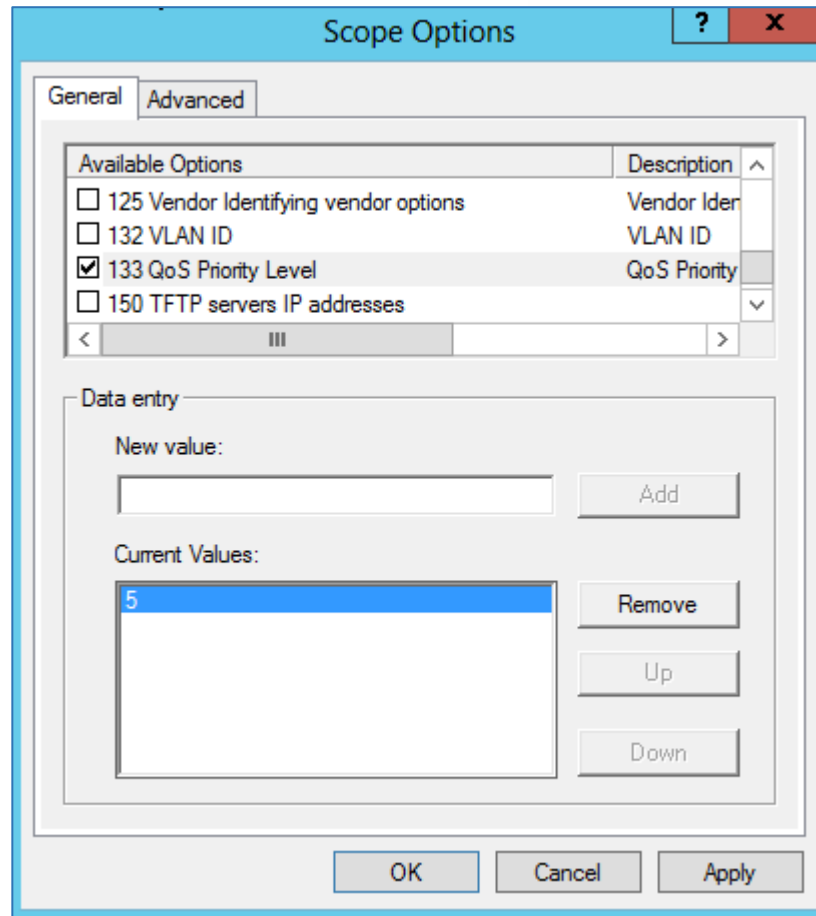 Scope Options
?
x
General
Advanced
Available Options Description
125 Vendor Identifying vendor options Vendor Iden
132 VLAN ID VLAN ID
133 QoS Priority Level QoS Priority
150 TFTP servers IP addresses
Data entry
New value:
Add
Current Values:
5
Remove
Up
Down
OK Cancel Apply